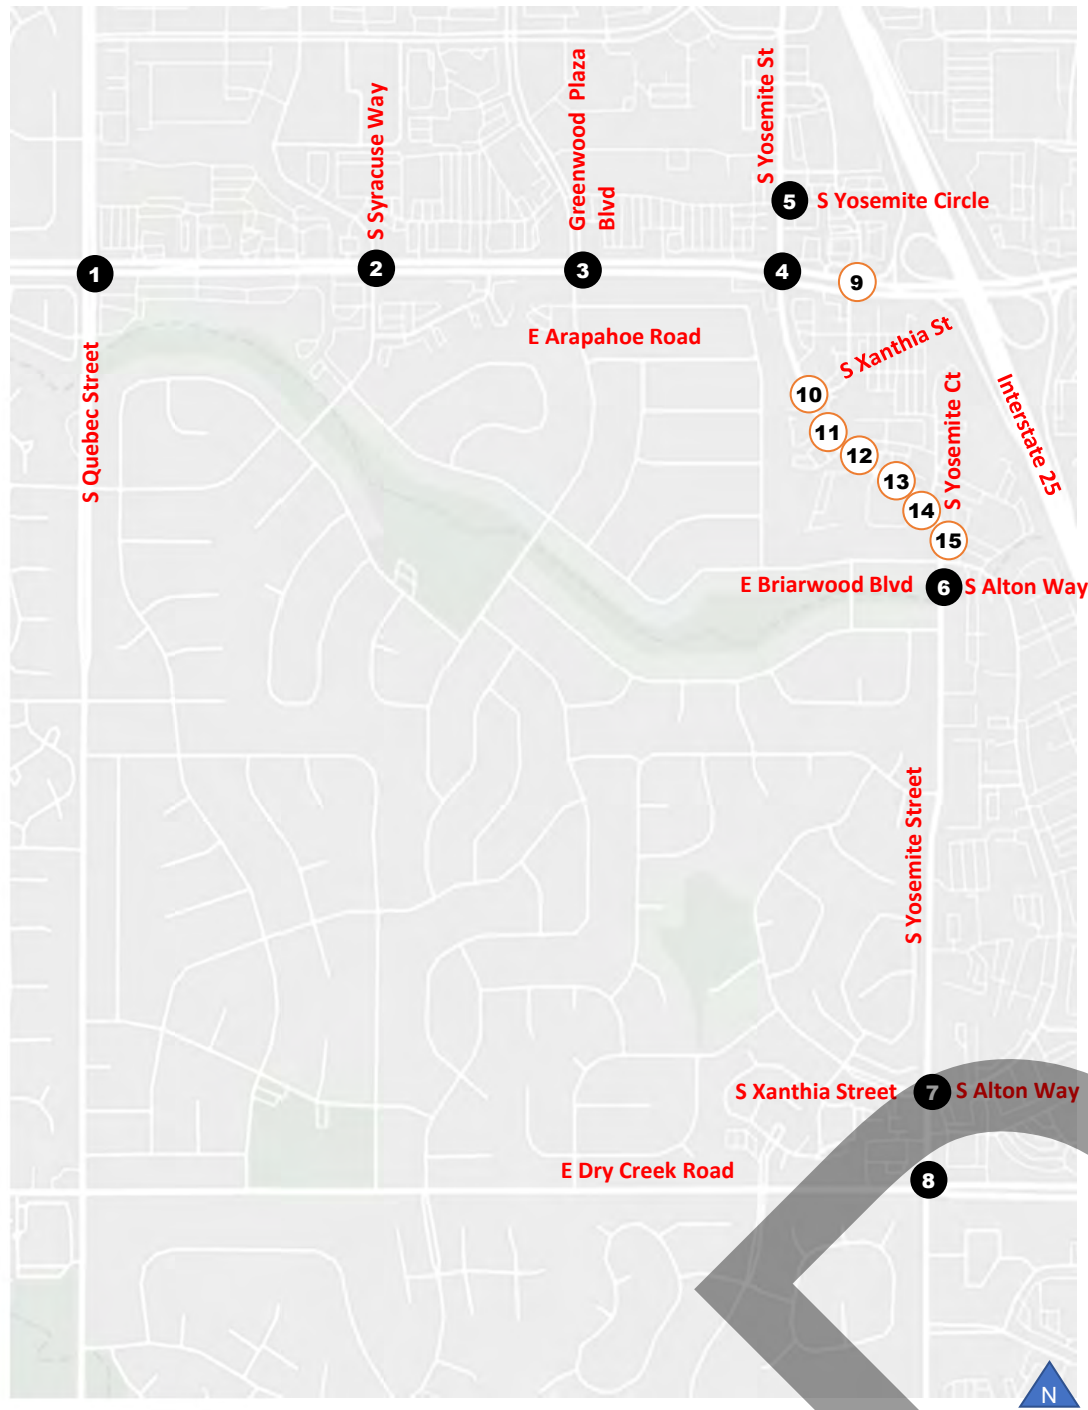 S Syracuse Way
Greenwood Plaza
Blvd
S Yosemite St
5 S Yosemite Circle
1
2
3
4
9
E Arapahoe Road
S Xanthia St
S Quebec Street
Interstate 25
S Yosemite Ct
10
11
12
13
14
15
E Briarwood Blvd 6 S Alton Way
S Yosemite Street
S Xanthia Street 7 S Alton Way
E Dry Creek Road
8
N